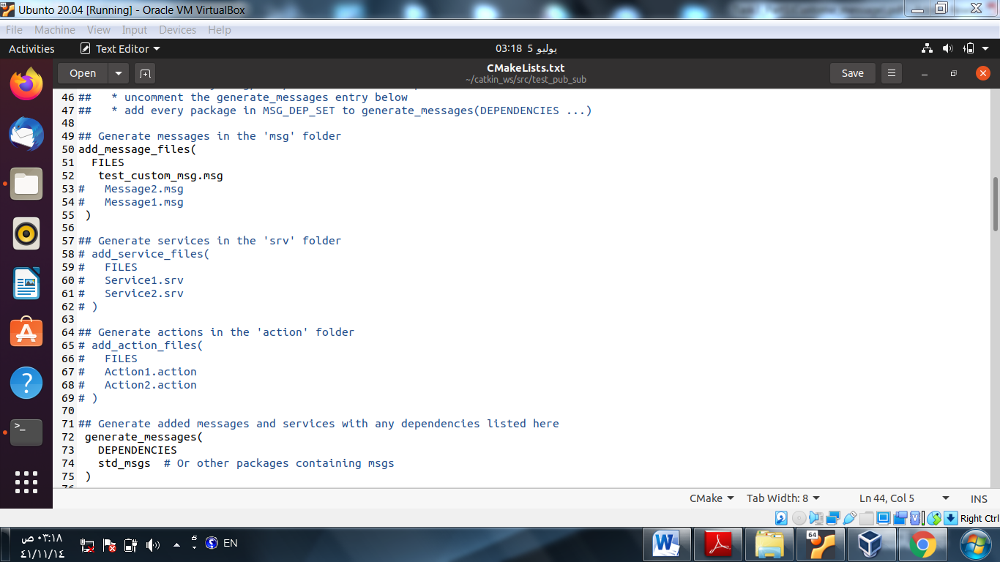 Ubunto 20.04 [Running] - Oracle VM VirtualBox
File Machine View Input Devices Help
Activities
Text Editor
03:18 5 يوليو
Open
CMakeLists.txt
~/catkin_ws/src/test_pub_sub
Save
46 ##   * uncomment the generate_messages entry below
47 ##   * add every package in MSG_DEP_SET to generate_messages(DEPENDENCIES ...)
48
49 ## Generate messages in the 'msg' folder
50 add_message_files(
51   FILES
52    test_custom_msg.msg
53 #   Message2.msg
54 #   Message1.msg
55  )
56
57 ## Generate services in the 'srv' folder
58 # add_service_files(
59 #   FILES
60 #   Service1.srv
61 #   Service2.srv
62 # )
63
64 ## Generate actions in the 'action' folder
65 # add_action_files(
66 #   FILES
67 #   Action1.action
68 #   Action2.action
69 # )
70
71 ## Generate added messages and services with any dependencies listed here
72  generate_messages(
73    DEPENDENCIES
74    std_msgs  # Or other packages containing msgs
75  )
CMake
Tab Width: 8
Ln 44, Col 5
INS
Right Ctrl
٠٣:١٨ ص
٤١/١١/١٤
EN
64